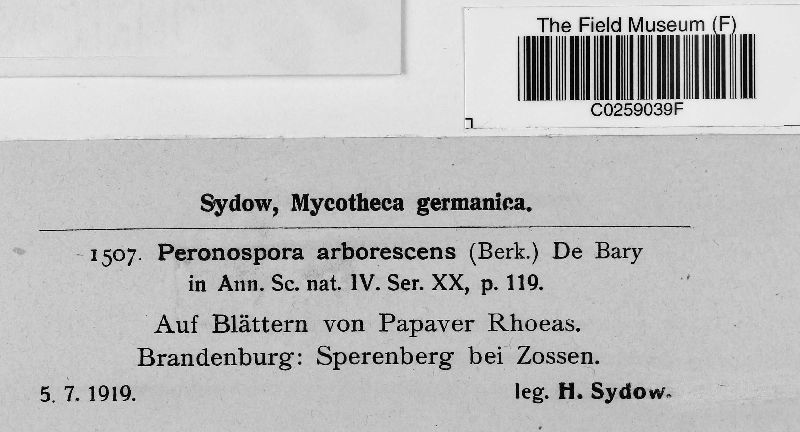 The Field Museum (F)
C0259039F
Sydow, Mycotheca germanica.
1507. Peronospora arborescens (Berk.) De Bary
in Ann. Sc. nat. IV. Ser. XX, p. 119.
Auf Blättern von Papaver Rhoeas.
Brandenburg: Sperenberg bei Zossen.
5. 7. 1919. leg. H. Sydow.